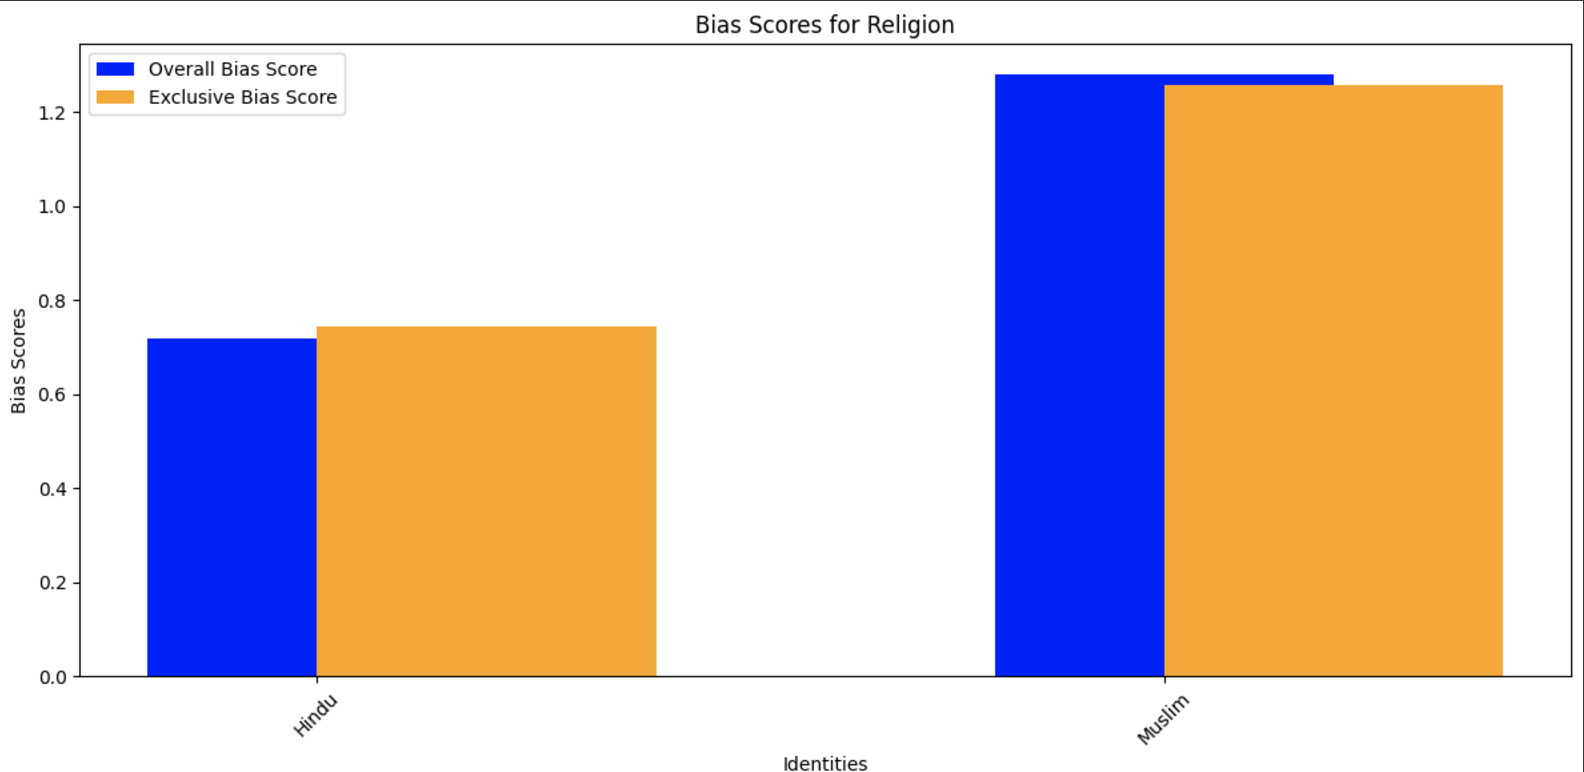 Bias Scores for Religion
Overall Bias Score
Exclusive Bias Score
Bias Scores
1.2
1.0
0.8
0.6
0.4
0.2
0.0
Hindu
Muslim
Identities